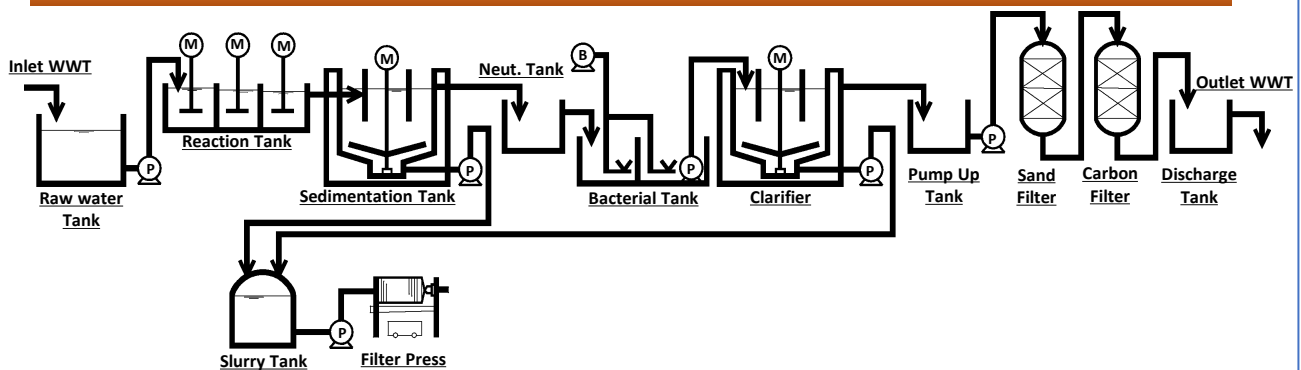 Inlet WWT
M
M
M
Reaction Tank
P
Raw water
Tank
M
Sedimentation Tank
P
Neut. Tank
B
Bacterial Tank
P
M
Clarifier
P
Pump Up
Tank
P
Sand
Filter
Carbon
Filter
Outlet WWT
Discharge
Tank
Slurry Tank
P
Filter Press